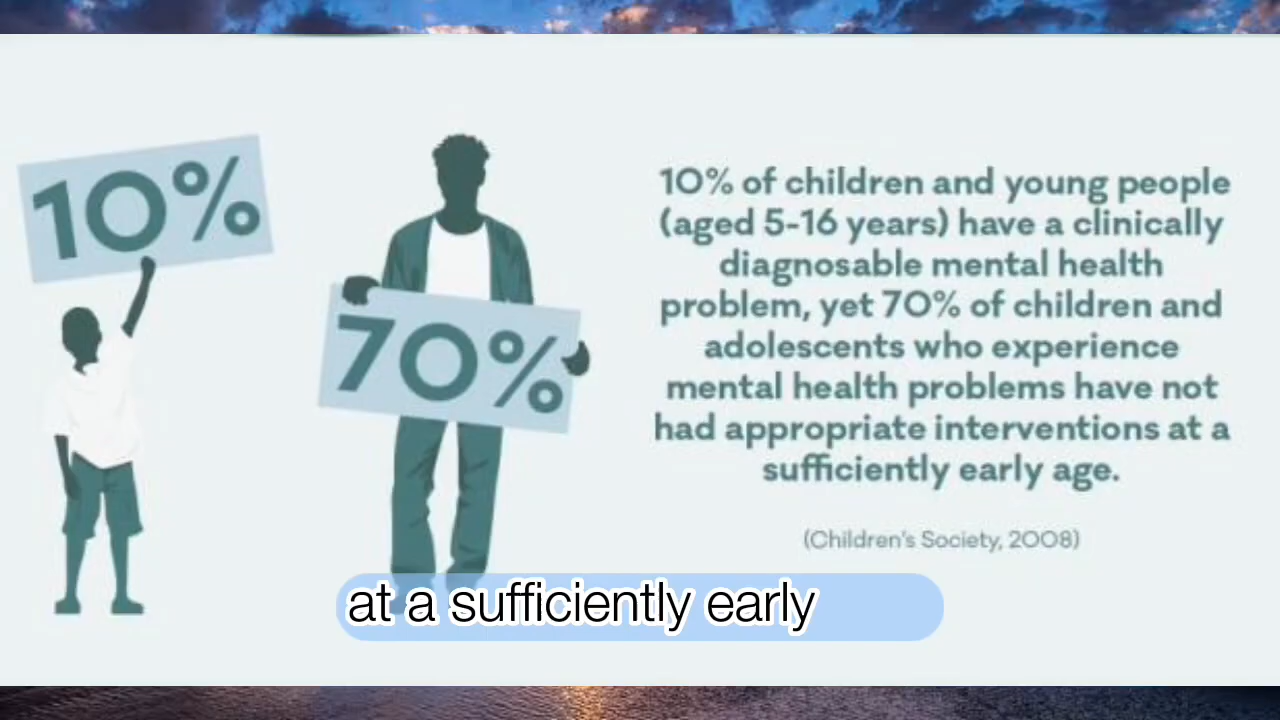 10%
70%
10% of children and young people
(aged 5-16 years) have a clinically
diagnosable mental health
problem, yet 70% of children and
adolescents who experience
mental health problems have not
had appropriate interventions at a
sufficiently early age.
(Children's Society, 2008)
at a sufficiently early